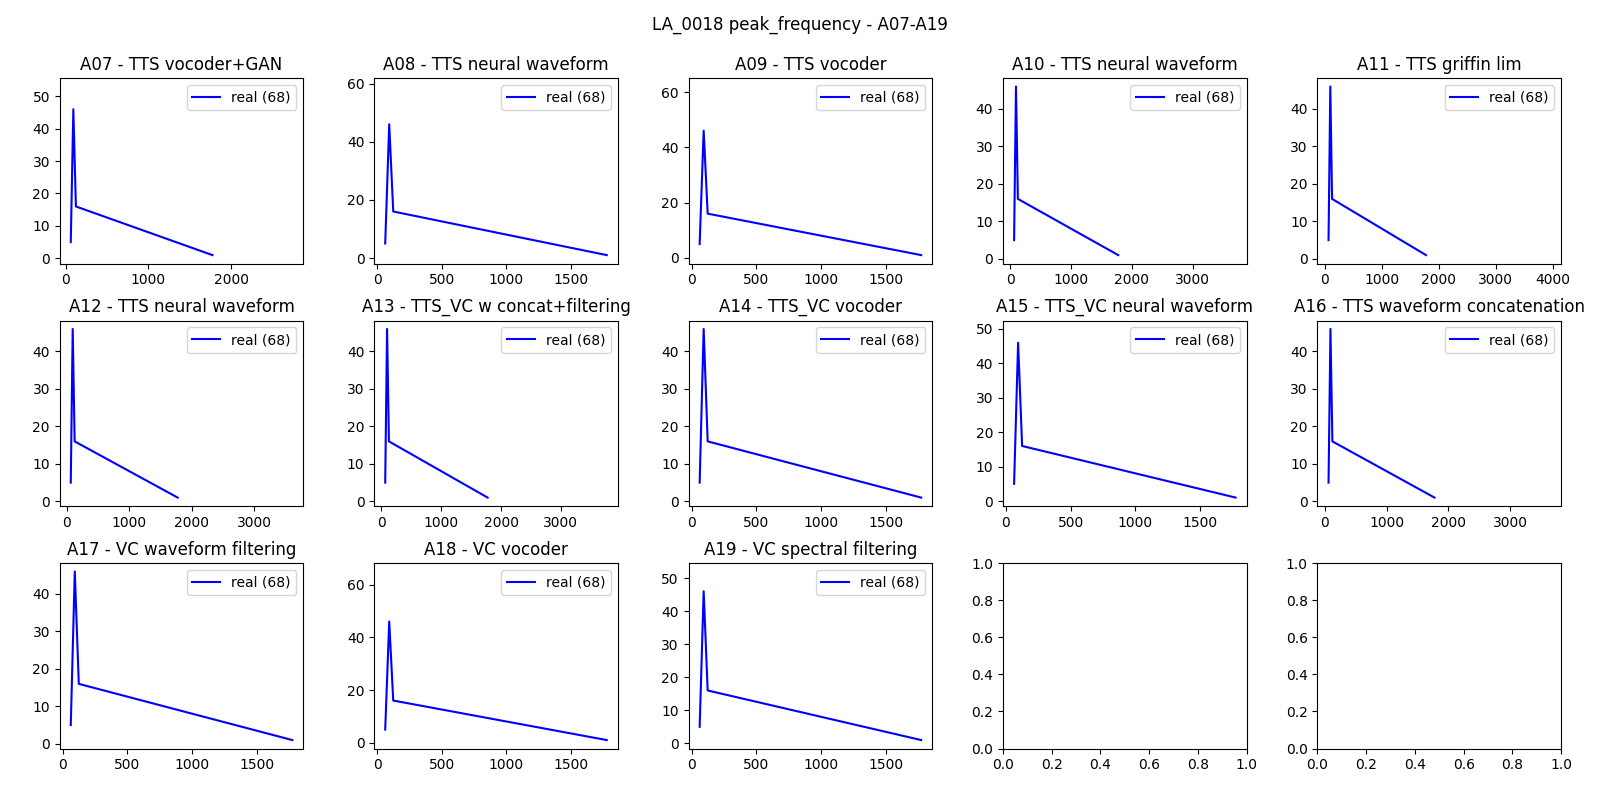 LA_0018 peak_frequency - A07-A19
A07 - TTS vocoder+GAN
real (68)
50
40
30
20
10
0
0 1000 2000
A08 - TTS neural waveform
real (68)
60
40
20
0
0 500 1000 1500
A09 - TTS vocoder
real (68)
60
40
20
0
0 500 1000 1500
A10 - TTS neural waveform
real (68)
40
30
20
10
0
0 1000 2000 3000
A11 - TTS griffin lim
real (68)
40
30
20
10
0
0 1000 2000 3000 4000
A12 - TTS neural waveform
real (68)
40
30
20
10
0
0 1000 2000 3000
A13 - TTS_VC w concat+filtering
real (68)
40
30
20
10
0
0 1000 2000 3000
A14 - TTS_VC vocoder
real (68)
40
30
20
10
0
0 500 1000 1500
A15 - TTS_VC neural waveform
real (68)
50
40
30
20
10
0
0 500 1000 1500
A16 - TTS waveform concatenation
real (68)
40
30
20
10
0
0 1000 2000 3000
A17 - VC waveform filtering
real (68)
40
30
20
10
0
0 500 1000 1500
A18 - VC vocoder
real (68)
60
40
20
0
0 500 1000 1500
A19 - VC spectral filtering
real (68)
50
40
30
20
10
0
0 500 1000 1500
1.0
0.8
0.6
0.4
0.2
0.0
0.0 0.2 0.4 0.6 0.8 1.0
1.0
0.8
0.6
0.4
0.2
0.0
0.0 0.2 0.4 0.6 0.8 1.0